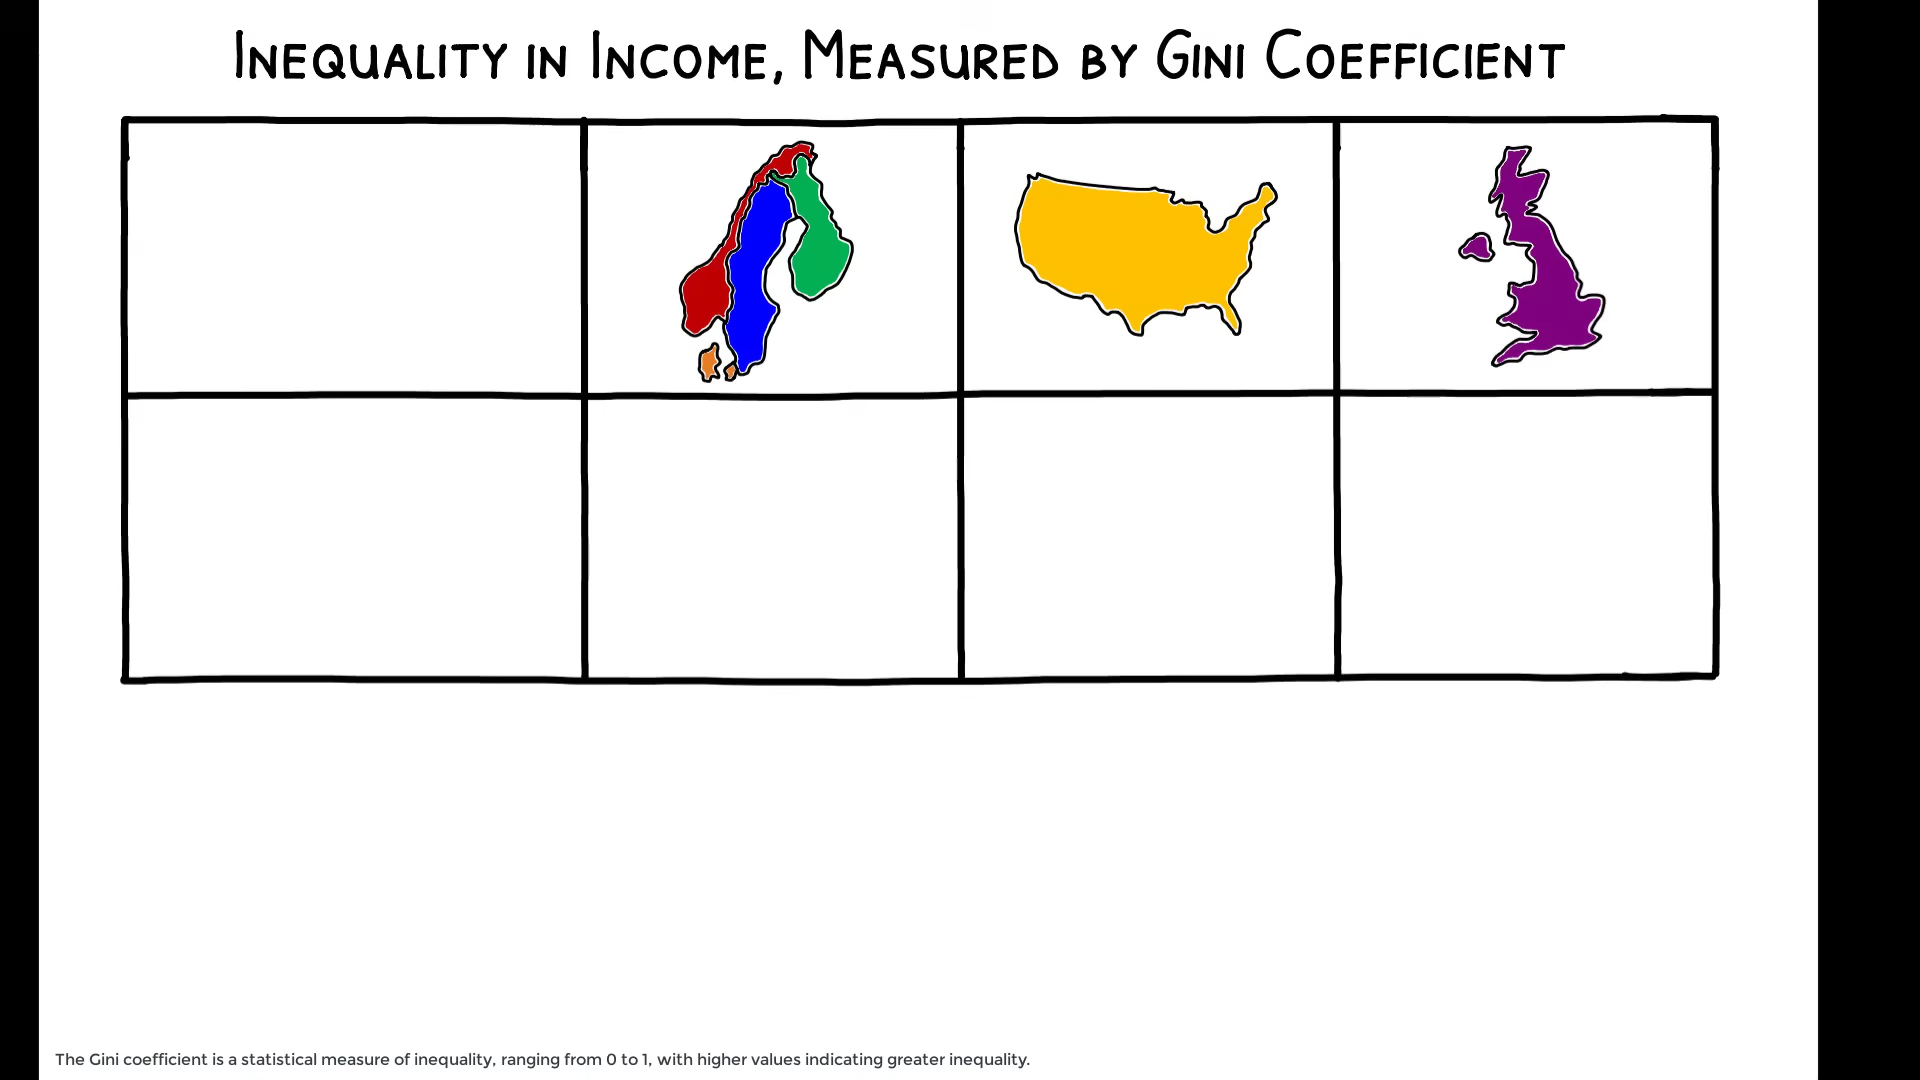 Inequality in Income, Measured by Gini Coefficient
The Gini coefficient is a statistical measure of inequality, ranging from 0 to 1, with higher values indicating greater inequality.